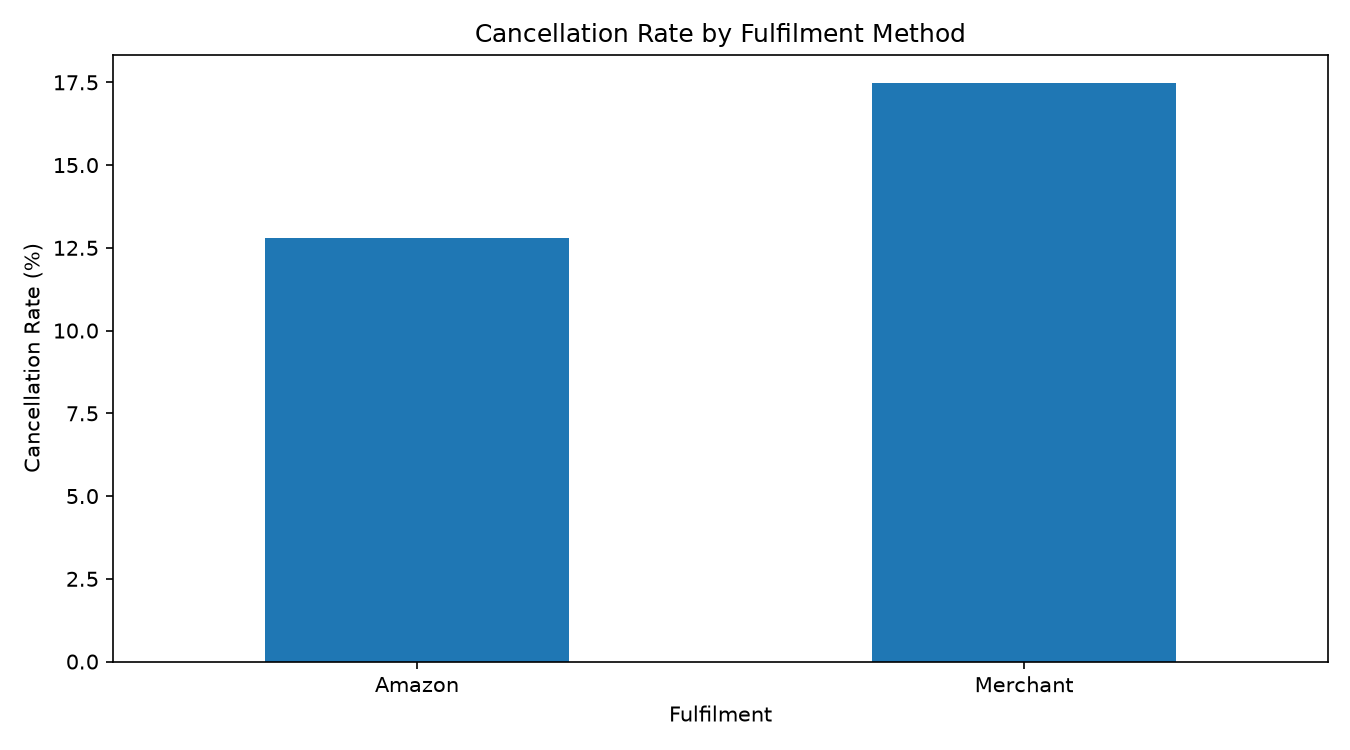 Cancellation Rate by Fulfilment Method
Cancellation Rate (%)
17.5
15.0
12.5
10.0
7.5
5.0
2.5
0.0
Amazon
Merchant
Fulfilment